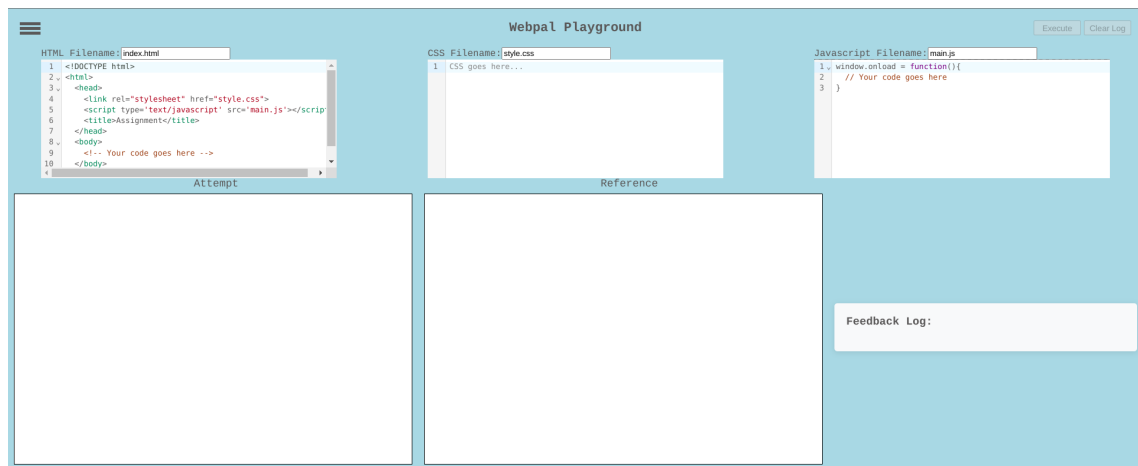 Webpal Playground
Execute
Clear Log
HTML Filename: index.html
1 <!DOCTYPE html>
2 <html>
3 <head>
4 <link rel="stylesheet" href="style.css">
5 <script type='text/javascript' src='main.js'></scrip
6 <title>Assignment</title>
7 </head>
8 <body>
9 <!-- Your code goes here -->
10 </body>
CSS Filename: style.css
1 CSS goes here...
Javascript Filename: main.js
1 window.onload = function(){
2 // Your code goes here
3 }
Attempt
Reference
Feedback Log: